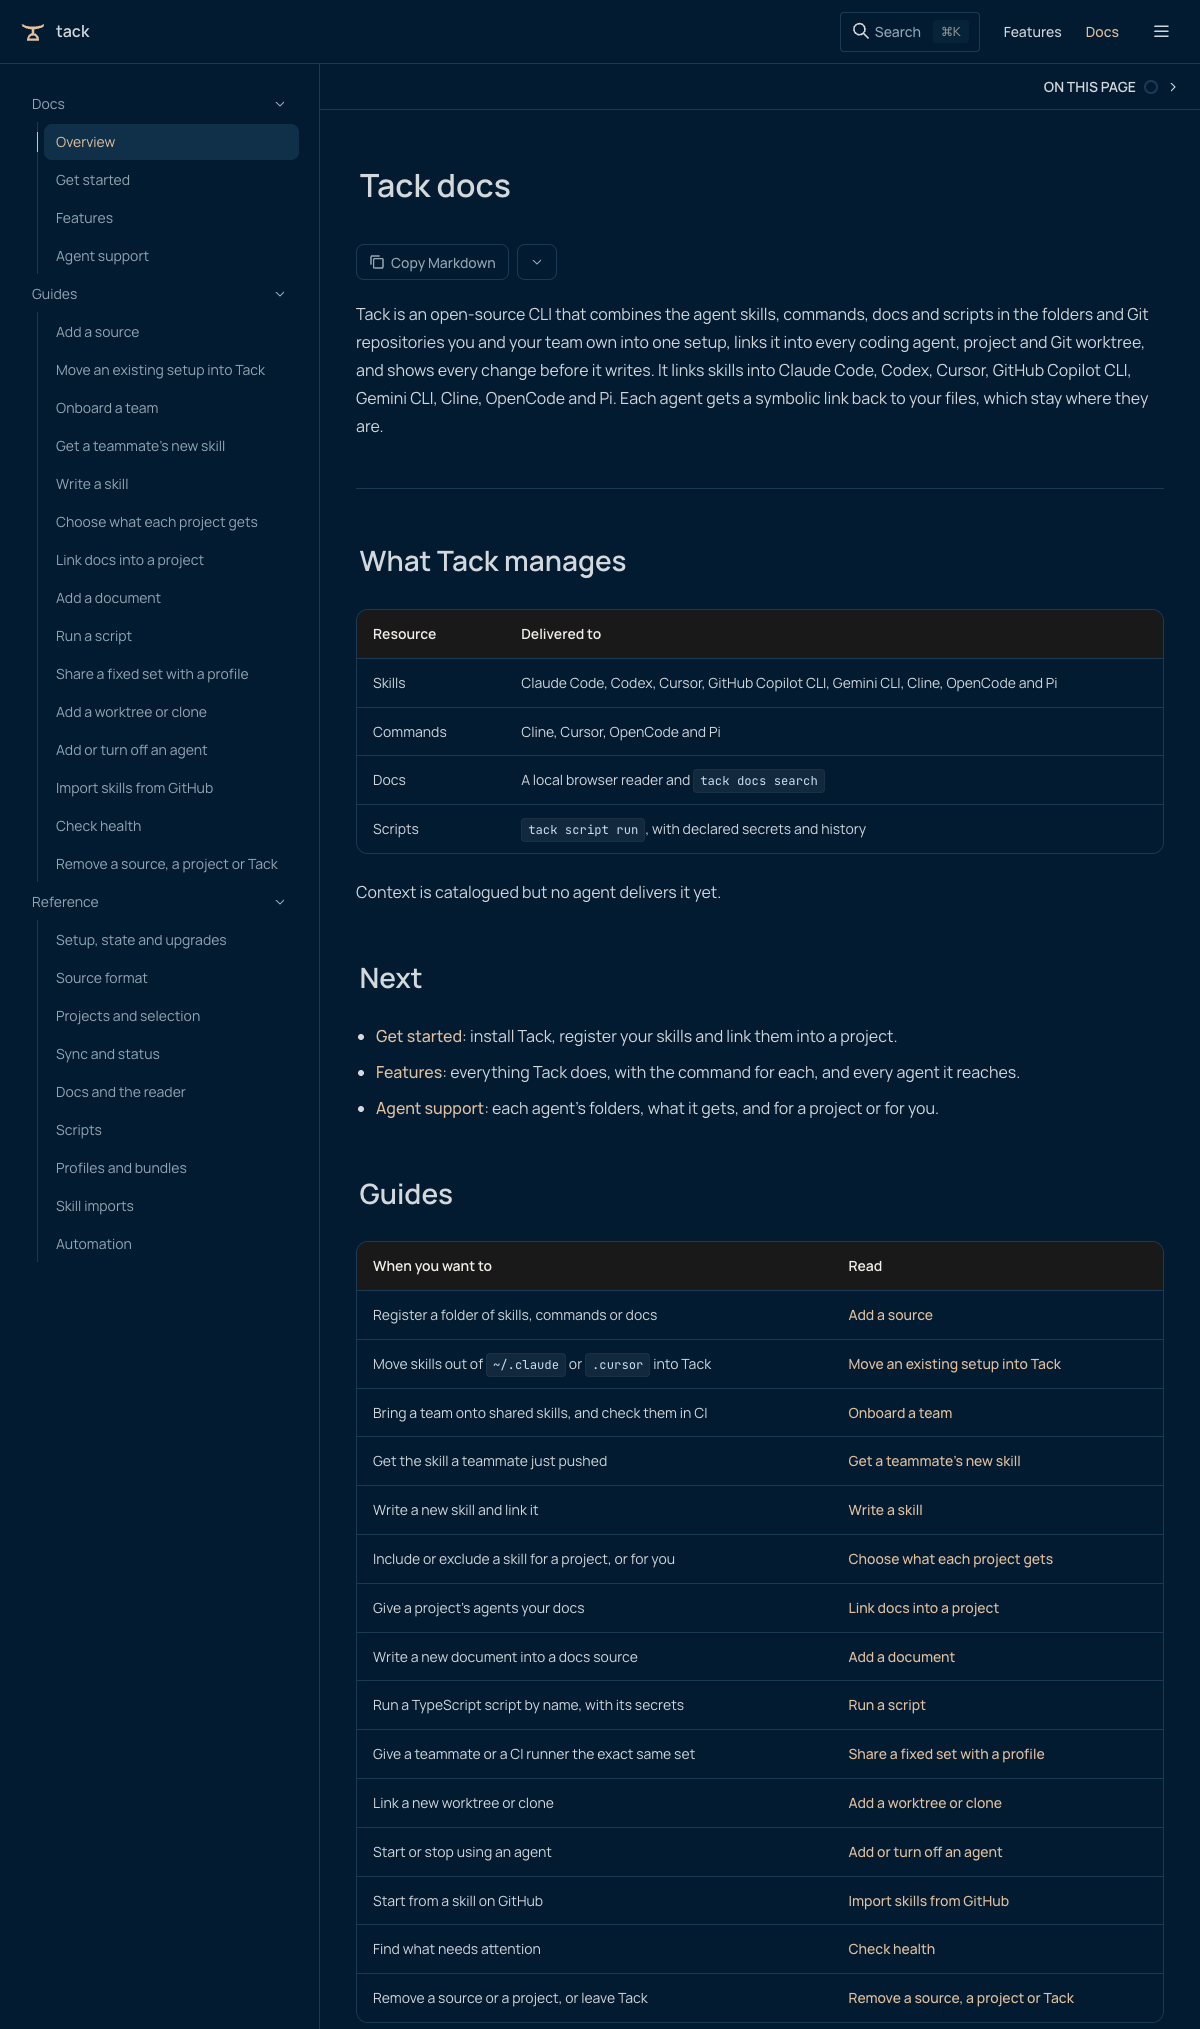 tack
Search ⌘K
Features
Docs
ON THIS PAGE
Docs
Overview
Get started
Features
Agent support
Guides
Add a source
Move an existing setup into Tack
Onboard a team
Get a teammate's new skill
Write a skill
Choose what each project gets
Link docs into a project
Add a document
Run a script
Share a fixed set with a profile
Add a worktree or clone
Add or turn off an agent
Import skills from GitHub
Check health
Remove a source, a project or Tack
Reference
Setup, state and upgrades
Source format
Projects and selection
Sync and status
Docs and the reader
Scripts
Profiles and bundles
Skill imports
Automation
Tack docs
Copy Markdown
Tack is an open-source CLI that combines the agent skills, commands, docs and scripts in the folders and Git
repositories you and your team own into one setup, links it into every coding agent, project and Git worktree,
and shows every change before it writes. It links skills into Claude Code, Codex, Cursor, GitHub Copilot CLI,
Gemini CLI, Cline, OpenCode and Pi. Each agent gets a symbolic link back to your files, which stay where they
are.
What Tack manages
Resource Delivered to
Skills Claude Code, Codex, Cursor, GitHub Copilot CLI, Gemini CLI, Cline, OpenCode and Pi
Commands Cline, Cursor, OpenCode and Pi
Docs A local browser reader and tack docs search
Scripts tack script run, with declared secrets and history
Context is catalogued but no agent delivers it yet.
Next
• Get started: install Tack, register your skills and link them into a project.
• Features: everything Tack does, with the command for each, and every agent it reaches.
• Agent support: each agent's folders, what it gets, and for a project or for you.
Guides
When you want to Read
Register a folder of skills, commands or docs Add a source
Move skills out of ~/.claude or .cursor into Tack Move an existing setup into Tack
Bring a team onto shared skills, and check them in CI Onboard a team
Get the skill a teammate just pushed Get a teammate's new skill
Write a new skill and link it Write a skill
Include or exclude a skill for a project, or for you Choose what each project gets
Give a project's agents your docs Link docs into a project
Write a new document into a docs source Add a document
Run a TypeScript script by name, with its secrets Run a script
Give a teammate or a CI runner the exact same set Share a fixed set with a profile
Link a new worktree or clone Add a worktree or clone
Start or stop using an agent Add or turn off an agent
Start from a skill on GitHub Import skills from GitHub
Find what needs attention Check health
Remove a source or a project, or leave Tack Remove a source, a project or Tack